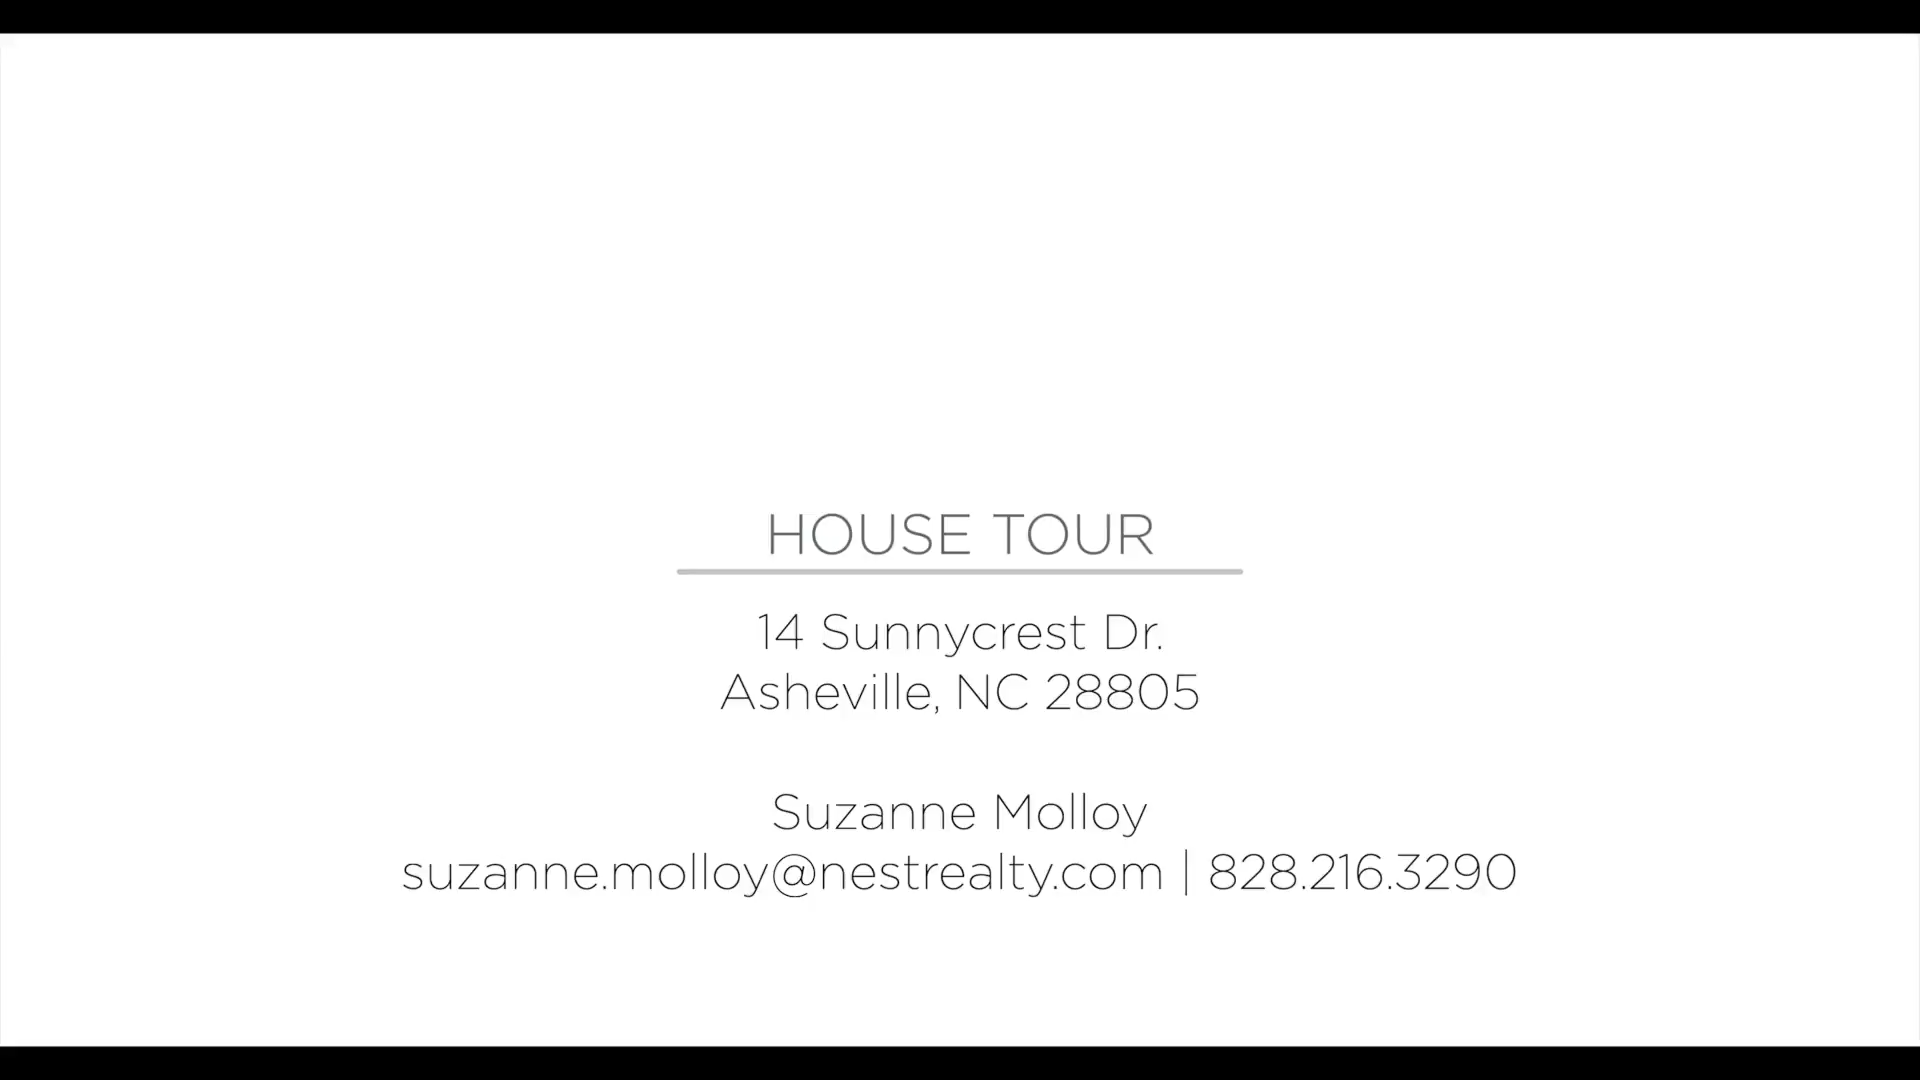 HOUSE TOUR
14 Sunnycrest Dr.
Asheville, NC 28805
Suzanne Molloy
suzanne.molloy@nestrealty.com | 828.216.3290